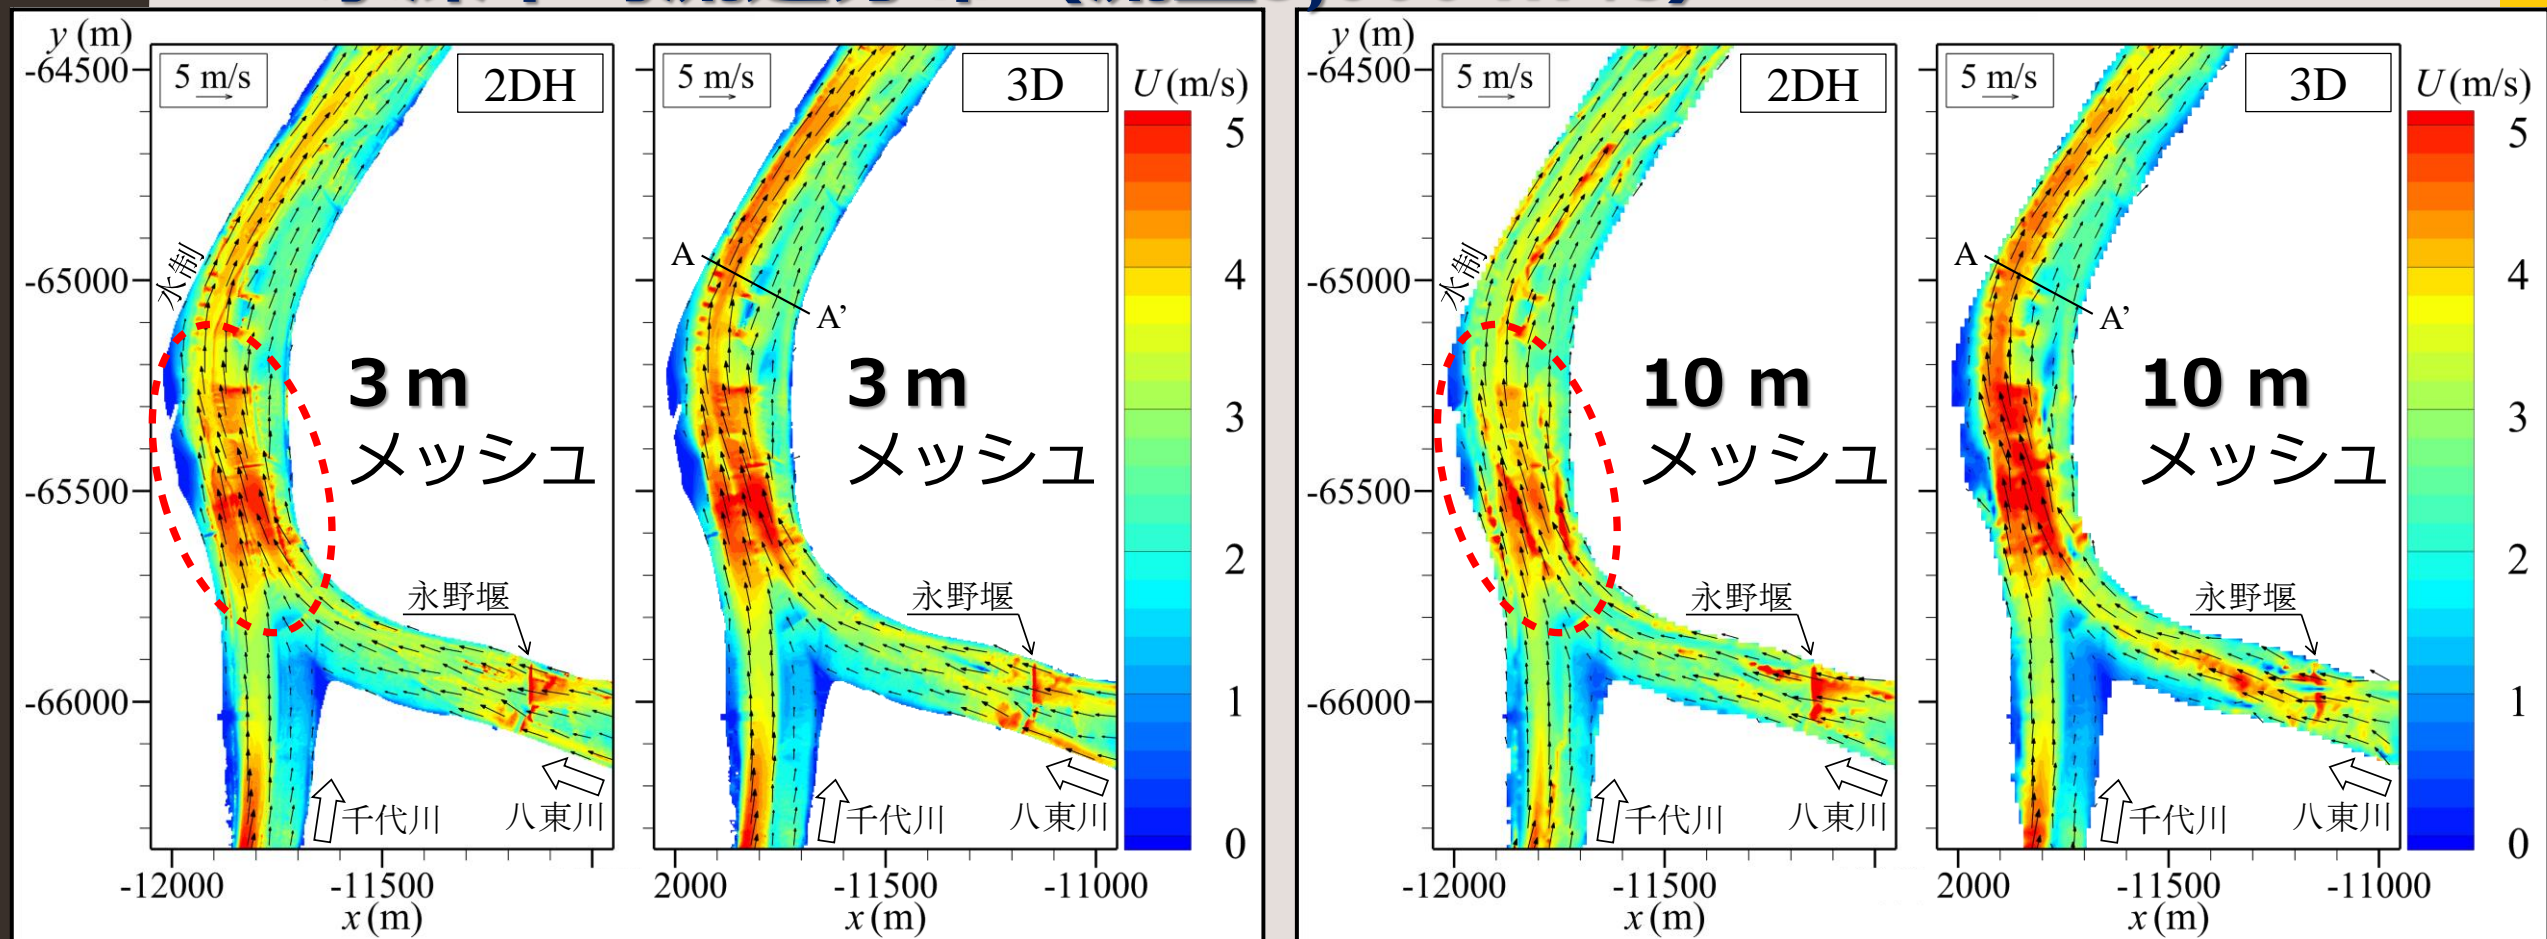 y (m)
-64500
-65000
-65500
-66000
5 m/s
2DH
水制
3 m
メッシュ
永野堰
千代川
八東川
-12000
-11500
x (m)
5 m/s
3D
A
A’
3 m
メッシュ
永野堰
千代川
八東川
2000
-11500
-11000
x (m)
U (m/s)
5
4
3
2
1
0
y (m)
-64500
-65000
-65500
-66000
5 m/s
2DH
水制
10 m
メッシュ
永野堰
千代川
八東川
-12000
-11500
x (m)
5 m/s
3D
A
A’
10 m
メッシュ
永野堰
千代川
八東川
2000
-11500
-11000
x (m)
U (m/s)
5
4
3
2
1
0